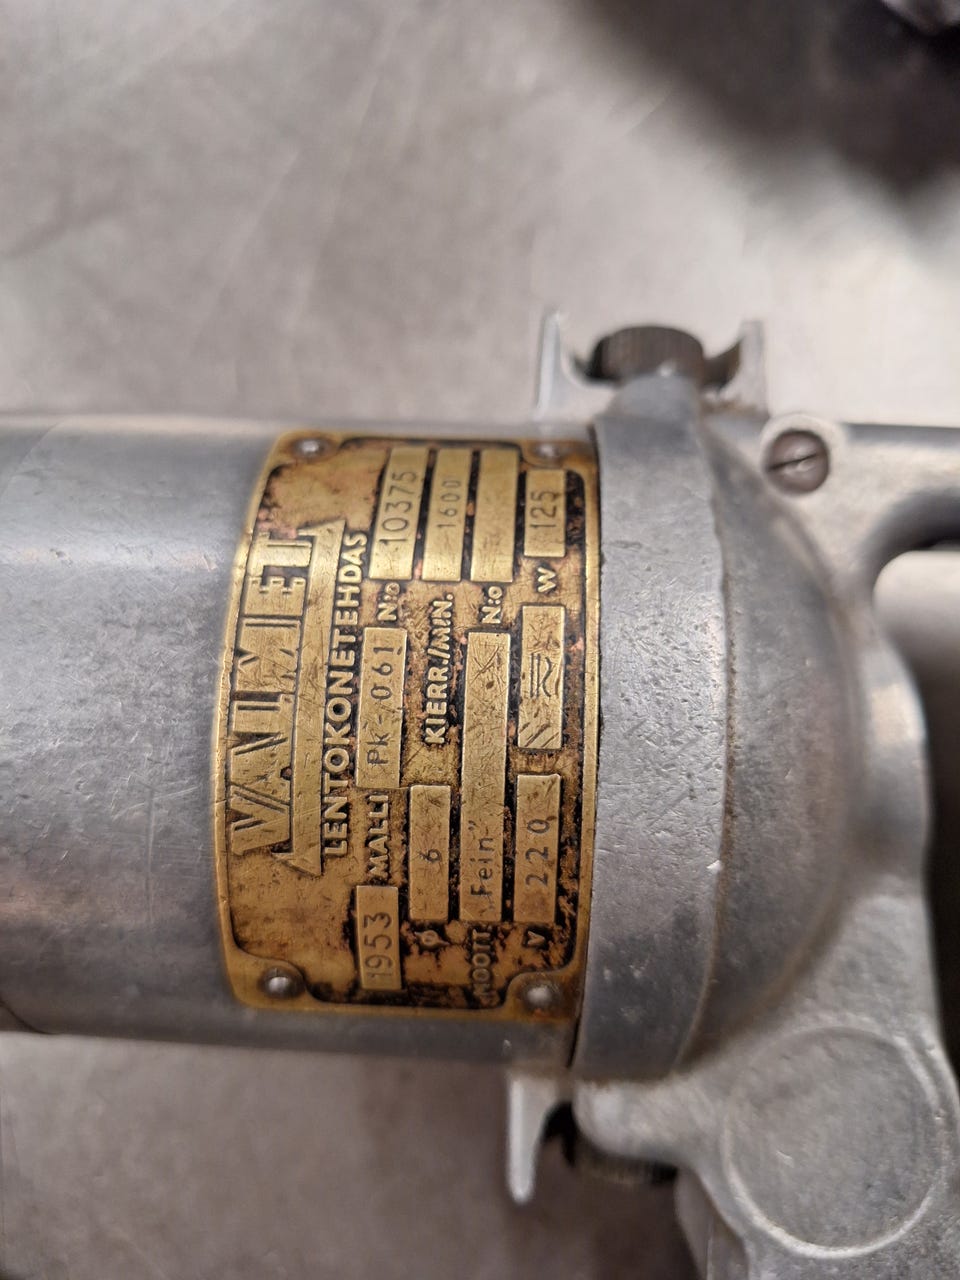 VALMET
LENTOKONETEHDAS
1953 MALLI Pk-061 N:o 10375
Ø 6 KIERR./MIN. 1600
MOOTT. „Fein” N:o
V 220 W 125